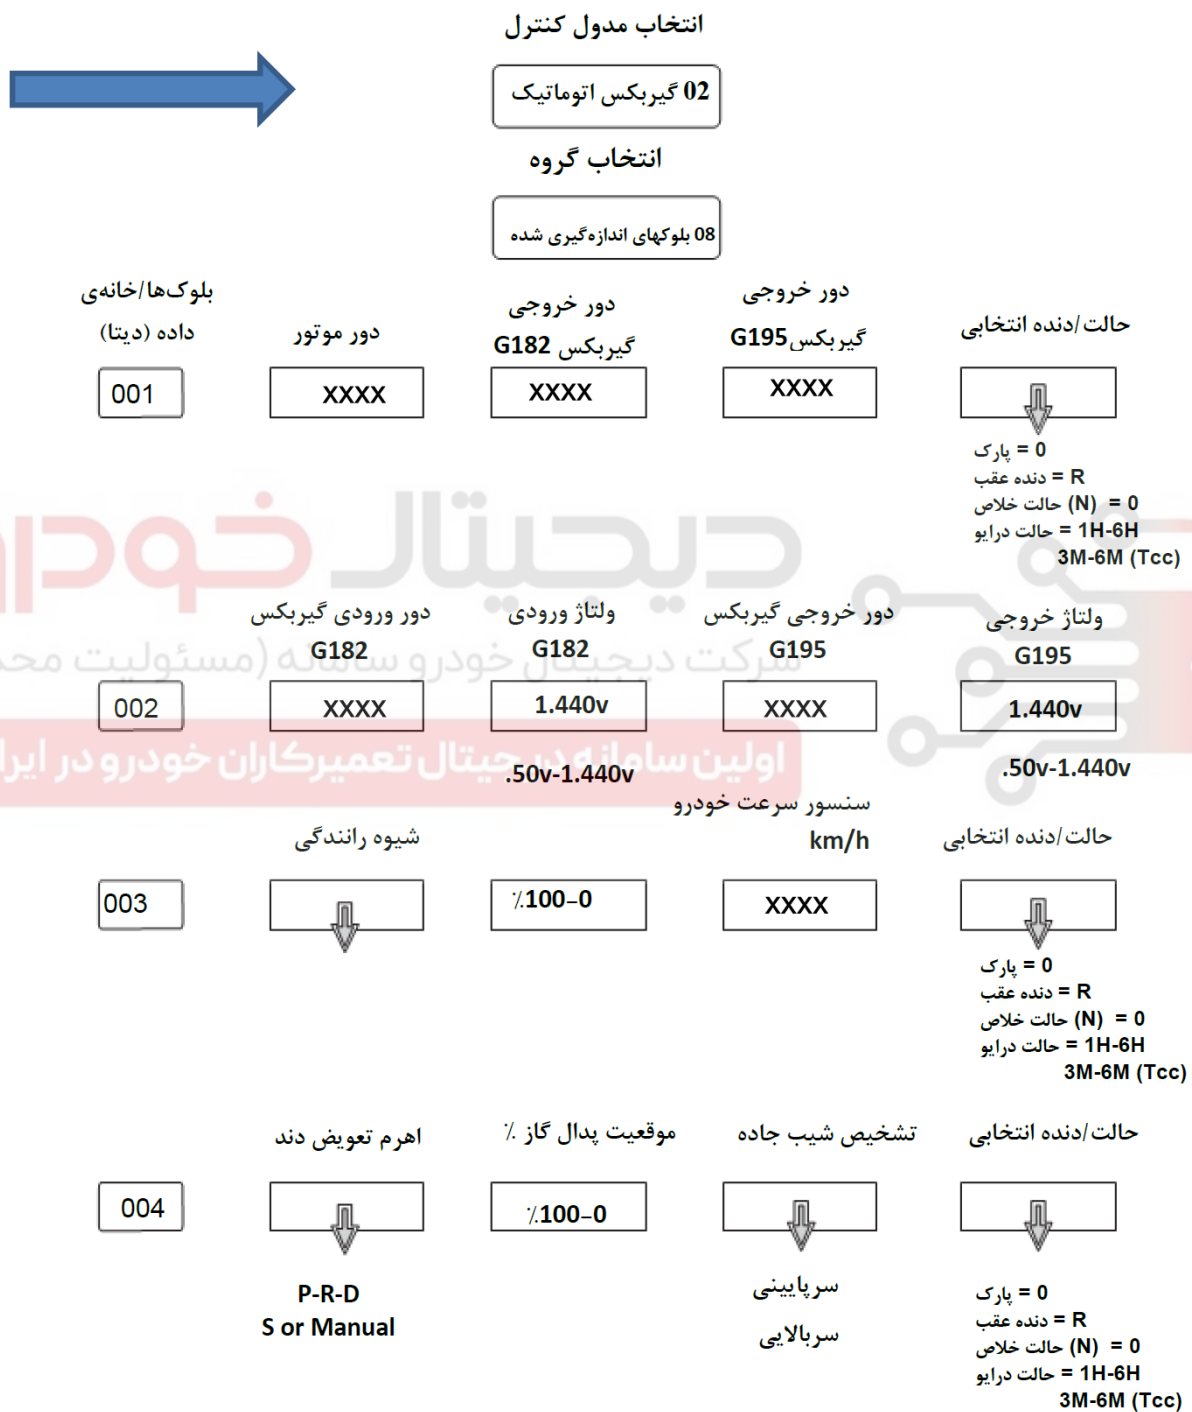 انتخاب مدول کنترل
02 گیربکس اتوماتیک
انتخاب گروه
08 بلوکهای اندازه‌گیری شده
بلوک‌ها/خانه‌ی
داده (دیتا)
دور موتور
دور خروجی
گیربکس G182
دور خروجی
گیربکس G195
حالت/دنده انتخابی
001
XXXX
XXXX
XXXX
0 = پارک
R = دنده عقب
0 = (N) حالت خلاص
1H-6H = حالت درایو
3M-6M (Tcc)
دیجیتال خودرو
شرکت دیجیتال خودرو سامانه (مسئولیت محد
اولین سامانه دیجیتال تعمیرکاران خودرو در ایرا
دور ورودی گیربکس
G182
ولتاژ ورودی
G182
دور خروجی گیربکس
G195
ولتاژ خروجی
G195
002
XXXX
1.440v
XXXX
1.440v
.50v-1.440v
.50v-1.440v
شیوه رانندگی
سنسور سرعت خودرو
km/h
حالت/دنده انتخابی
003
٪100–0
XXXX
0 = پارک
R = دنده عقب
0 = (N) حالت خلاص
1H-6H = حالت درایو
3M-6M (Tcc)
اهرم تعویض دند
موقعیت پدال گاز ٪
تشخیص شیب جاده
حالت/دنده انتخابی
004
٪100–0
P-R-D
S or Manual
سرپایینی
سربالایی
0 = پارک
R = دنده عقب
0 = (N) حالت خلاص
1H-6H = حالت درایو
3M-6M (Tcc)